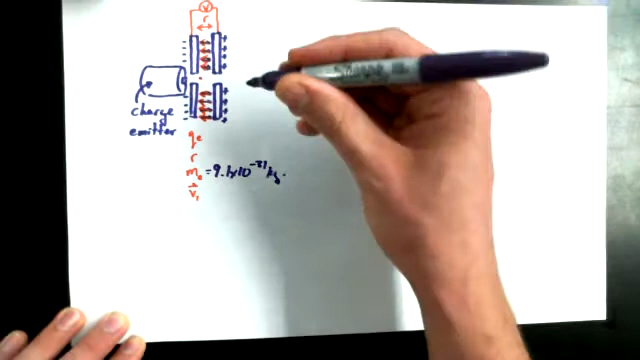 V
r
charge
emitter
qe
r
me = 9.1x10^-31 kg.
v₁